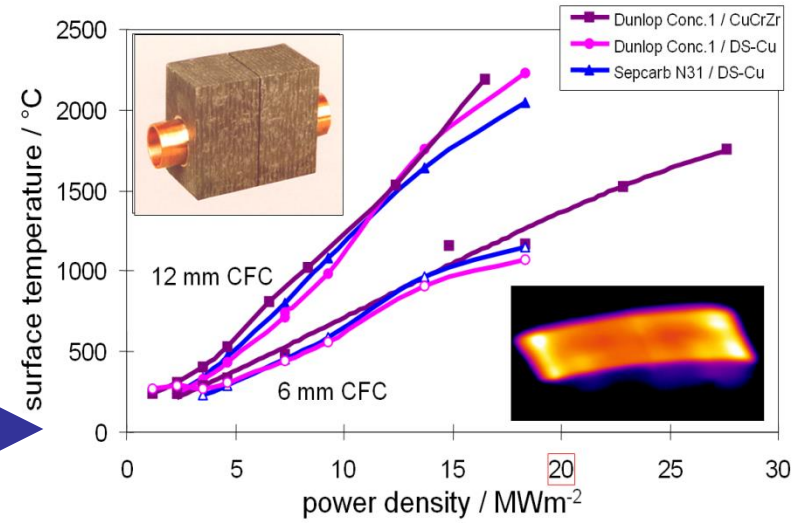 Dunlop Conc.1 / CuCrZr
Dunlop Conc.1 / DS-Cu
Sepcarb N31 / DS-Cu
surface temperature / °C
2500
2000
1500
1000
500
0
12 mm CFC
6 mm CFC
0 5 10 15 20 25 30
power density / MWm⁻²